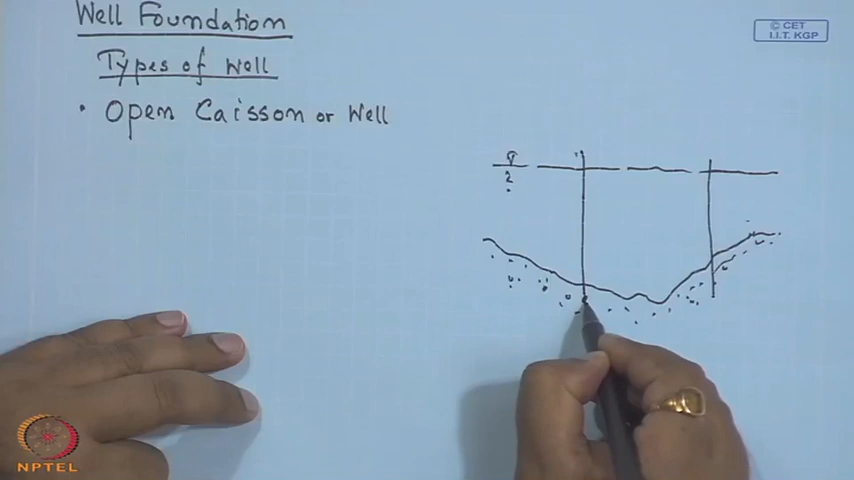 Well Foundation
Types of well
• Open Caisson or Well
© CET
I.I.T. KGP
NPTEL